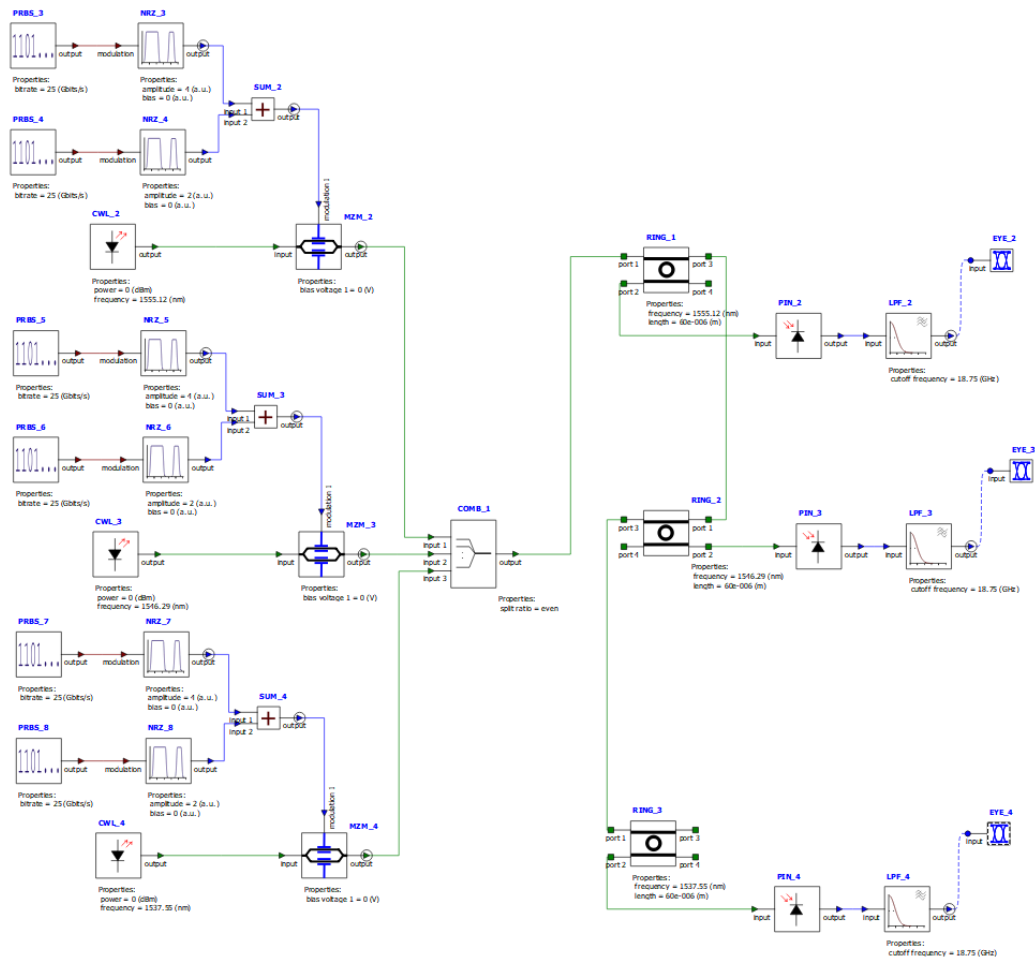 PRBS_3
NRZ_3
1101
output
modulation
output
Properties:
bitrate = 25 (Gbits/s)
Properties:
amplitude = 4 (a.u.)
bias = 0 (a.u.)
SUM_2
input 1
input 2
output
PRBS_4
NRZ_4
1101
output
modulation
output
Properties:
bitrate = 25 (Gbits/s)
Properties:
amplitude = 2 (a.u.)
bias = 0 (a.u.)
modulation 1
CWL_2
MZM_2
output
input
output
Properties:
power = 0 (dBm)
frequency = 1555.12 (nm)
Properties:
bias voltage 1 = 0 (V)
PRBS_5
NRZ_5
1101
output
modulation
output
Properties:
bitrate = 25 (Gbits/s)
Properties:
amplitude = 4 (a.u.)
bias = 0 (a.u.)
SUM_3
input 1
input 2
output
PRBS_6
NRZ_6
1101
output
modulation
output
Properties:
bitrate = 25 (Gbits/s)
Properties:
amplitude = 2 (a.u.)
bias = 0 (a.u.)
modulation 1
CWL_3
MZM_3
output
input
output
Properties:
power = 0 (dBm)
frequency = 1546.29 (nm)
Properties:
bias voltage 1 = 0 (V)
PRBS_7
NRZ_7
1101
output
modulation
output
Properties:
bitrate = 25 (Gbits/s)
Properties:
amplitude = 4 (a.u.)
bias = 0 (a.u.)
SUM_4
input 1
input 2
output
PRBS_8
NRZ_8
1101
output
modulation
output
Properties:
bitrate = 25 (Gbits/s)
Properties:
amplitude = 2 (a.u.)
bias = 0 (a.u.)
modulation 1
CWL_4
MZM_4
output
input
output
Properties:
power = 0 (dBm)
frequency = 1537.55 (nm)
Properties:
bias voltage 1 = 0 (V)
COMB_1
input 1
input 2
input 3
output
Properties:
split ratio = even
RING_1
port 1
port 3
port 2
port 4
Properties:
frequency = 1555.12 (nm)
length = 60e-006 (m)
PIN_2
input
output
LPF_2
input
output
Properties:
cutoff frequency = 18.75 (GHz)
EYE_2
input
RING_2
port 3
port 1
port 4
port 2
Properties:
frequency = 1546.29 (nm)
length = 60e-006 (m)
PIN_3
input
output
LPF_3
input
output
Properties:
cutoff frequency = 18.75 (GHz)
EYE_3
input
RING_3
port 1
port 3
port 2
port 4
Properties:
frequency = 1537.55 (nm)
length = 60e-006 (m)
PIN_4
input
output
LPF_4
input
output
Properties:
cutoff frequency = 18.75 (GHz)
EYE_4
input